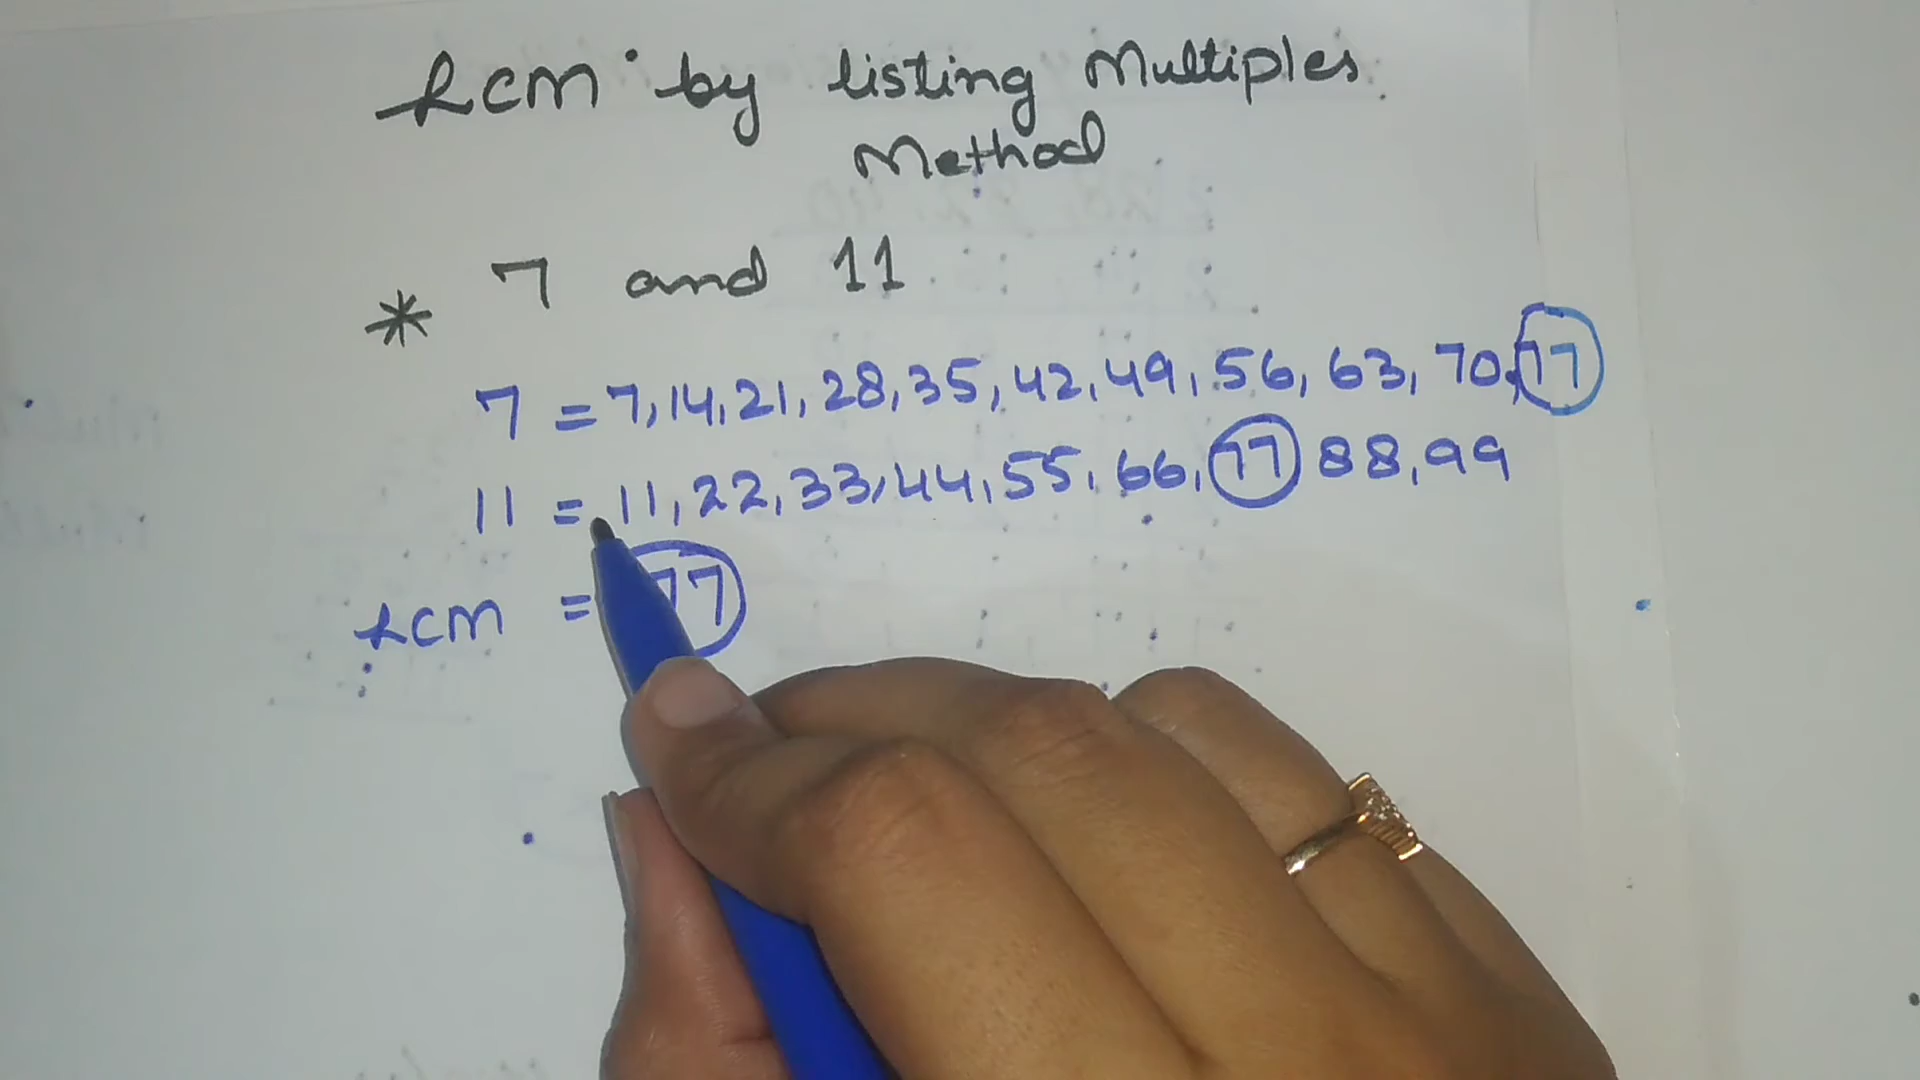 LCM by listing Multiples
Method
* 7 and 11
7 = 7, 14, 21, 28, 35, 42, 49, 56, 63, 70, 77
11 = 11, 22, 33, 44, 55, 66, 77 88, 99
LCM = 77